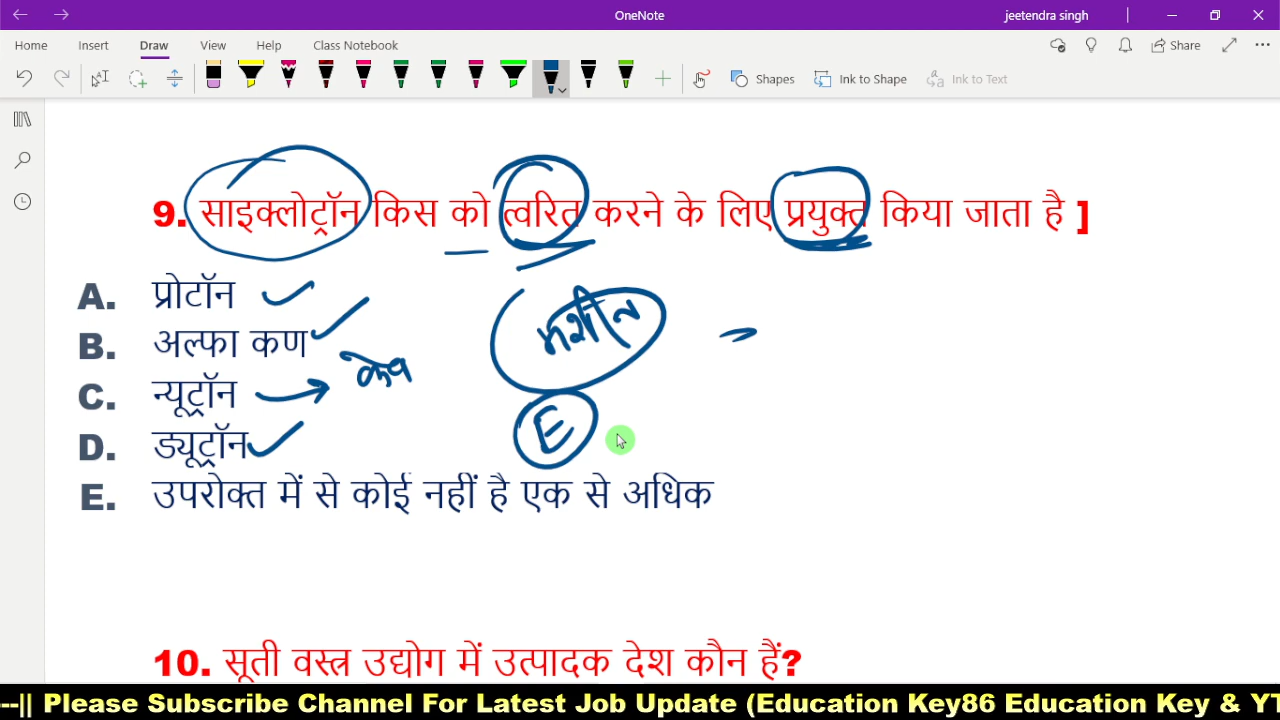 OneNote
jeetendra singh
Home Insert Draw View Help Class Notebook
Share
Shapes Ink to Shape Ink to Text
9. साइक्लोट्रॉन किस को त्वरित करने के लिए प्रयुक्त किया जाता है ]
A. प्रोटॉन
B. अल्फा कण
मशीन
C. न्यूट्रॉन
D. ड्यूट्रॉन
E
E. उपरोक्त में से कोई नहीं है एक से अधिक
10. सूती वस्त्र उद्योग में उत्पादक देश कौन हैं?
--|| Please Subscribe Channel For Latest Job Update (Education Key86 Education Key & YT